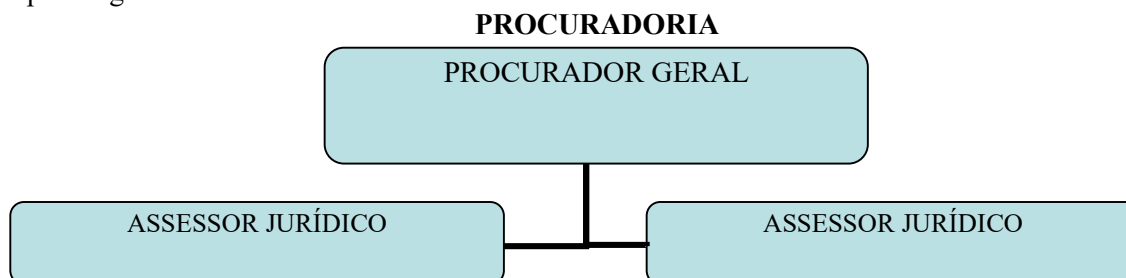 PROCURADORIA
PROCURADOR GERAL
ASSESSOR JURÍDICO
ASSESSOR JURÍDICO